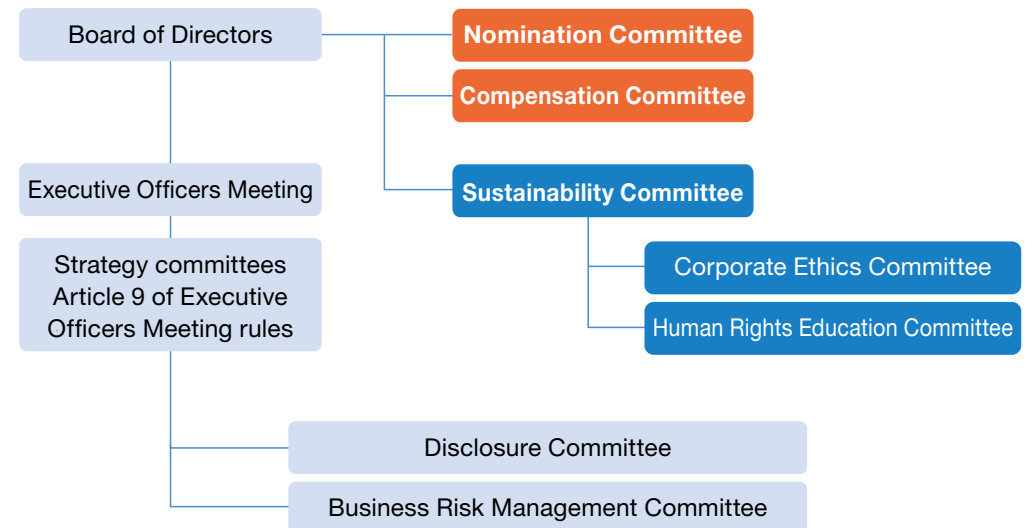 Board of Directors
Nomination Committee
Compensation Committee
Executive Officers Meeting
Sustainability Committee
Strategy committees
Article 9 of Executive
Officers Meeting rules
Corporate Ethics Committee
Human Rights Education Committee
Disclosure Committee
Business Risk Management Committee